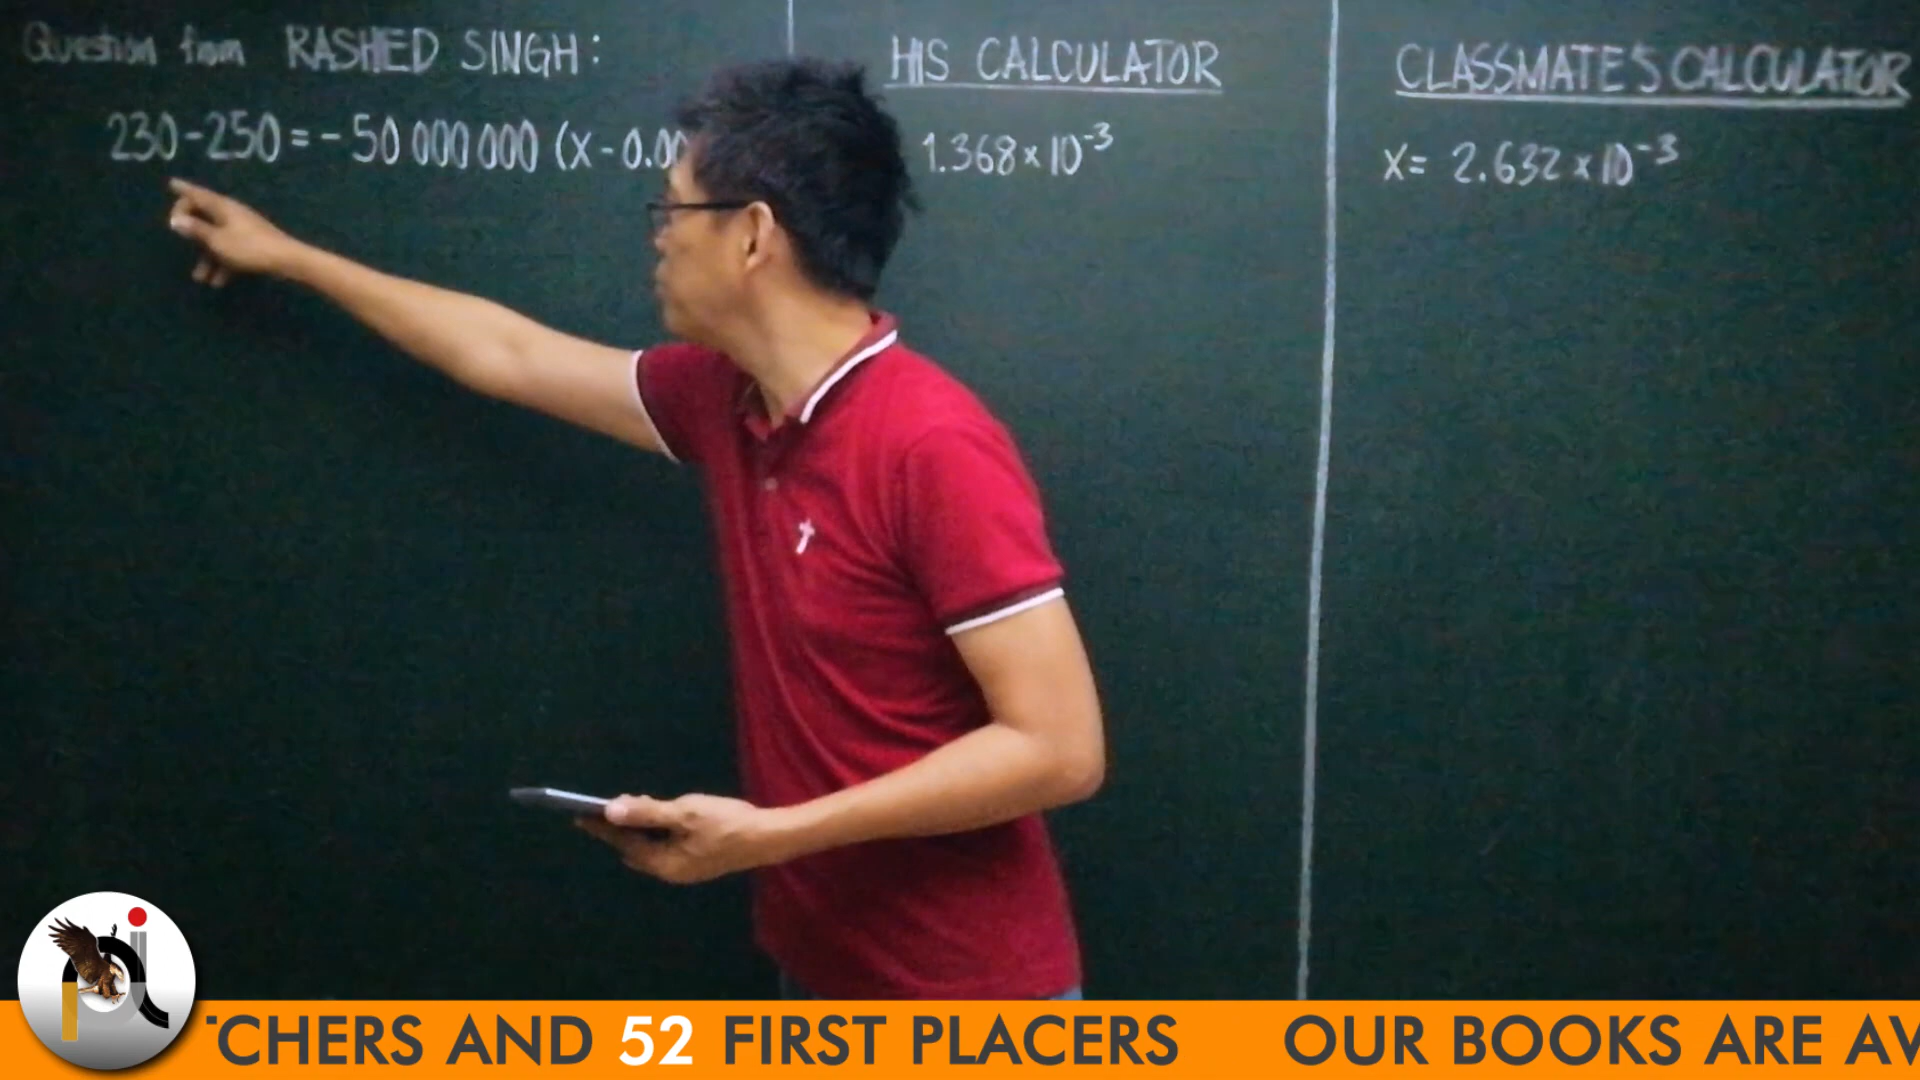 Question from RASHED SINGH:
230-250=-50 000 000 (x-0.00
HIS CALCULATOR
1.368×10⁻³
CLASSMATE'S CALCULATOR
x= 2.632×10⁻³
CHERS AND 52 FIRST PLACERS OUR BOOKS ARE AV